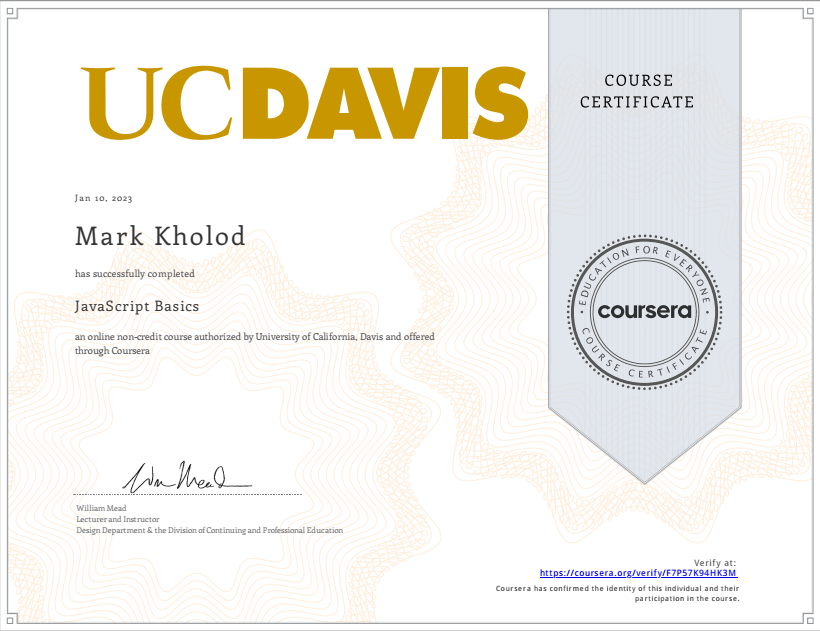 UCDAVIS
COURSE
CERTIFICATE
Jan 10, 2023
Mark Kholod
has successfully completed
JavaScript Basics
an online non-credit course authorized by University of California, Davis and offered
through Coursera
EDUCATION FOR EVERYONE
coursera
COURSE CERTIFICATE
William Mead
Lecturer and Instructor
Design Department & the Division of Continuing and Professional Education
Verify at:
https://coursera.org/verify/F7P57K94HK3M
Coursera has confirmed the identity of this individual and their
participation in the course.